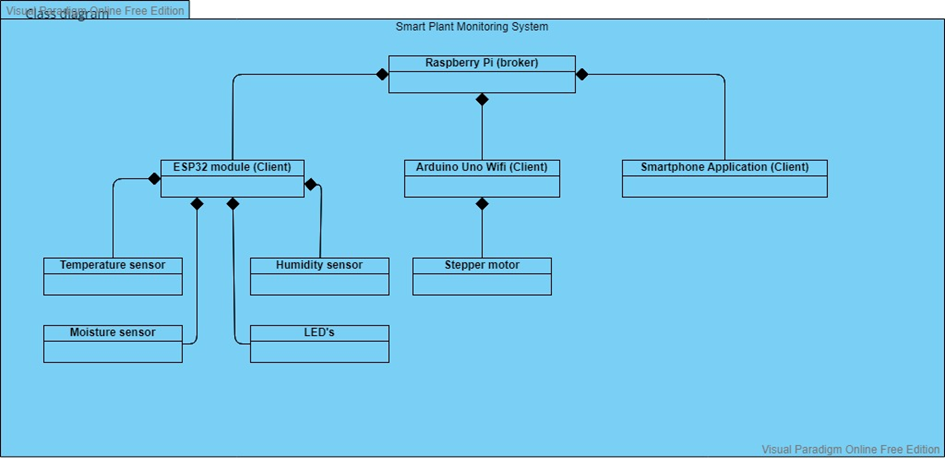 Visual Paradigm Online Free Edition
Class diagram
Smart Plant Monitoring System
Raspberry Pi (broker)
ESP32 module (Client)
Arduino Uno Wifi (Client)
Smartphone Application (Client)
Temperature sensor
Humidity sensor
Stepper motor
Moisture sensor
LED's
Visual Paradigm Online Free Edition